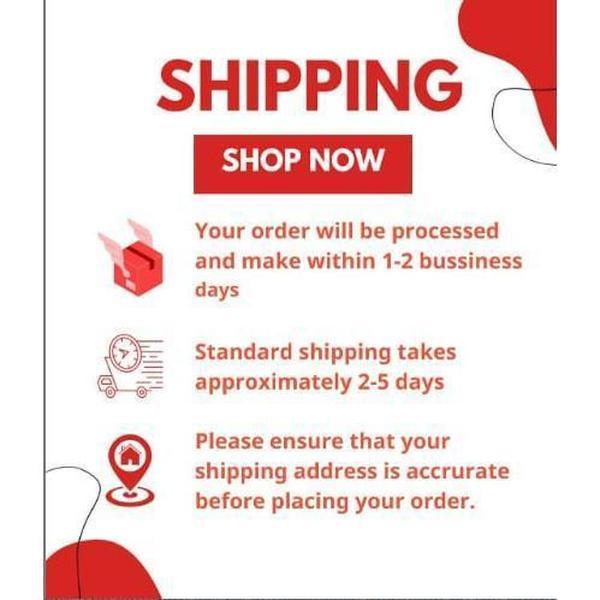 SHIPPING
SHOP NOW
Your order will be processed
and make within 1-2 bussiness
days
Standard shipping takes
approximately 2-5 days
Please ensure that your
shipping address is accrurate
before placing your order.